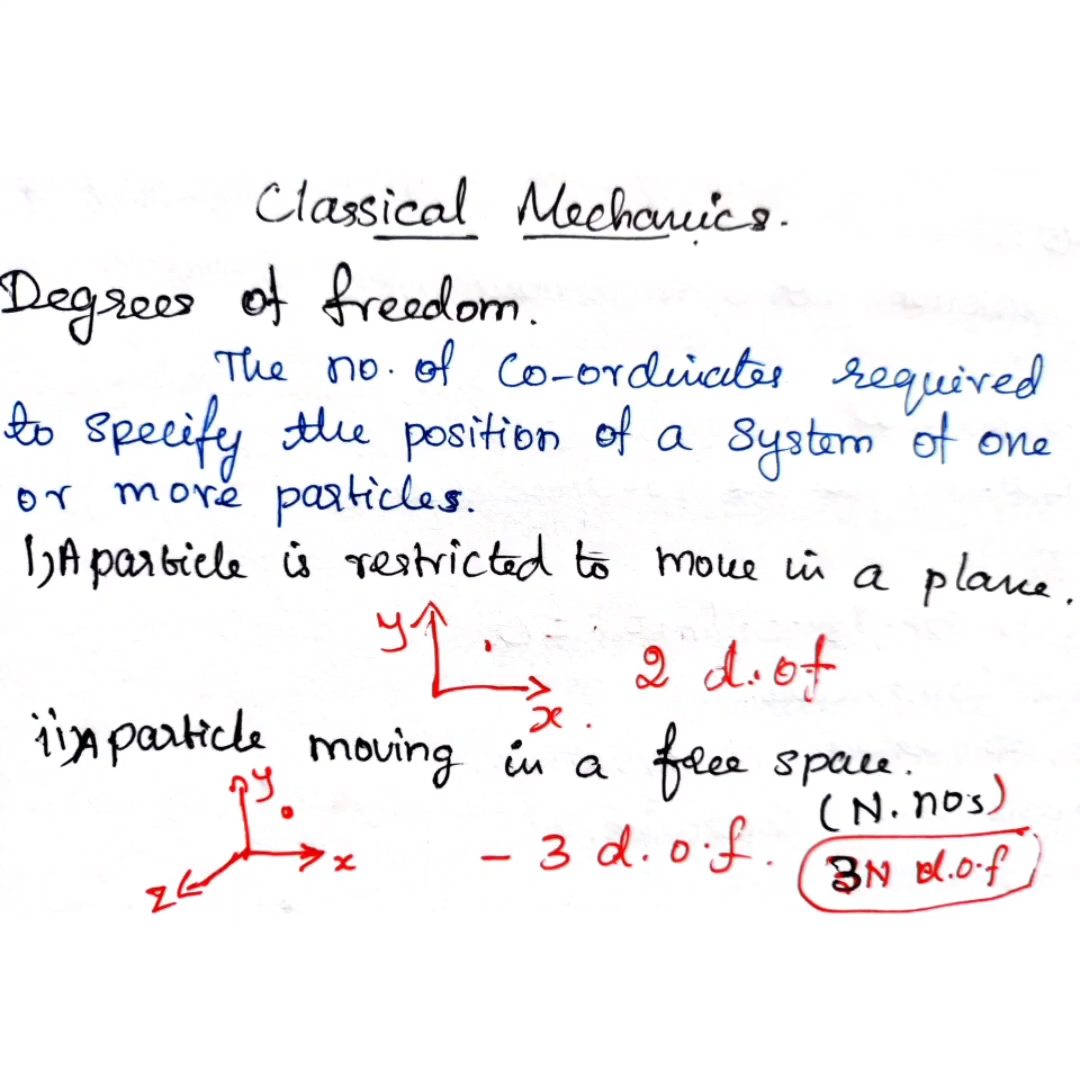 Classical Mechanics.
Degrees of freedom.
The no. of co-ordinates required
to specify the position of a system of one
or more particles.
i) A particle is restricted to move in a plane.
y
2 d.of
x.
ii) A particle moving in a free space.
y
(N. nos)
x - 3 d.o.f. 3N d.o.f
z